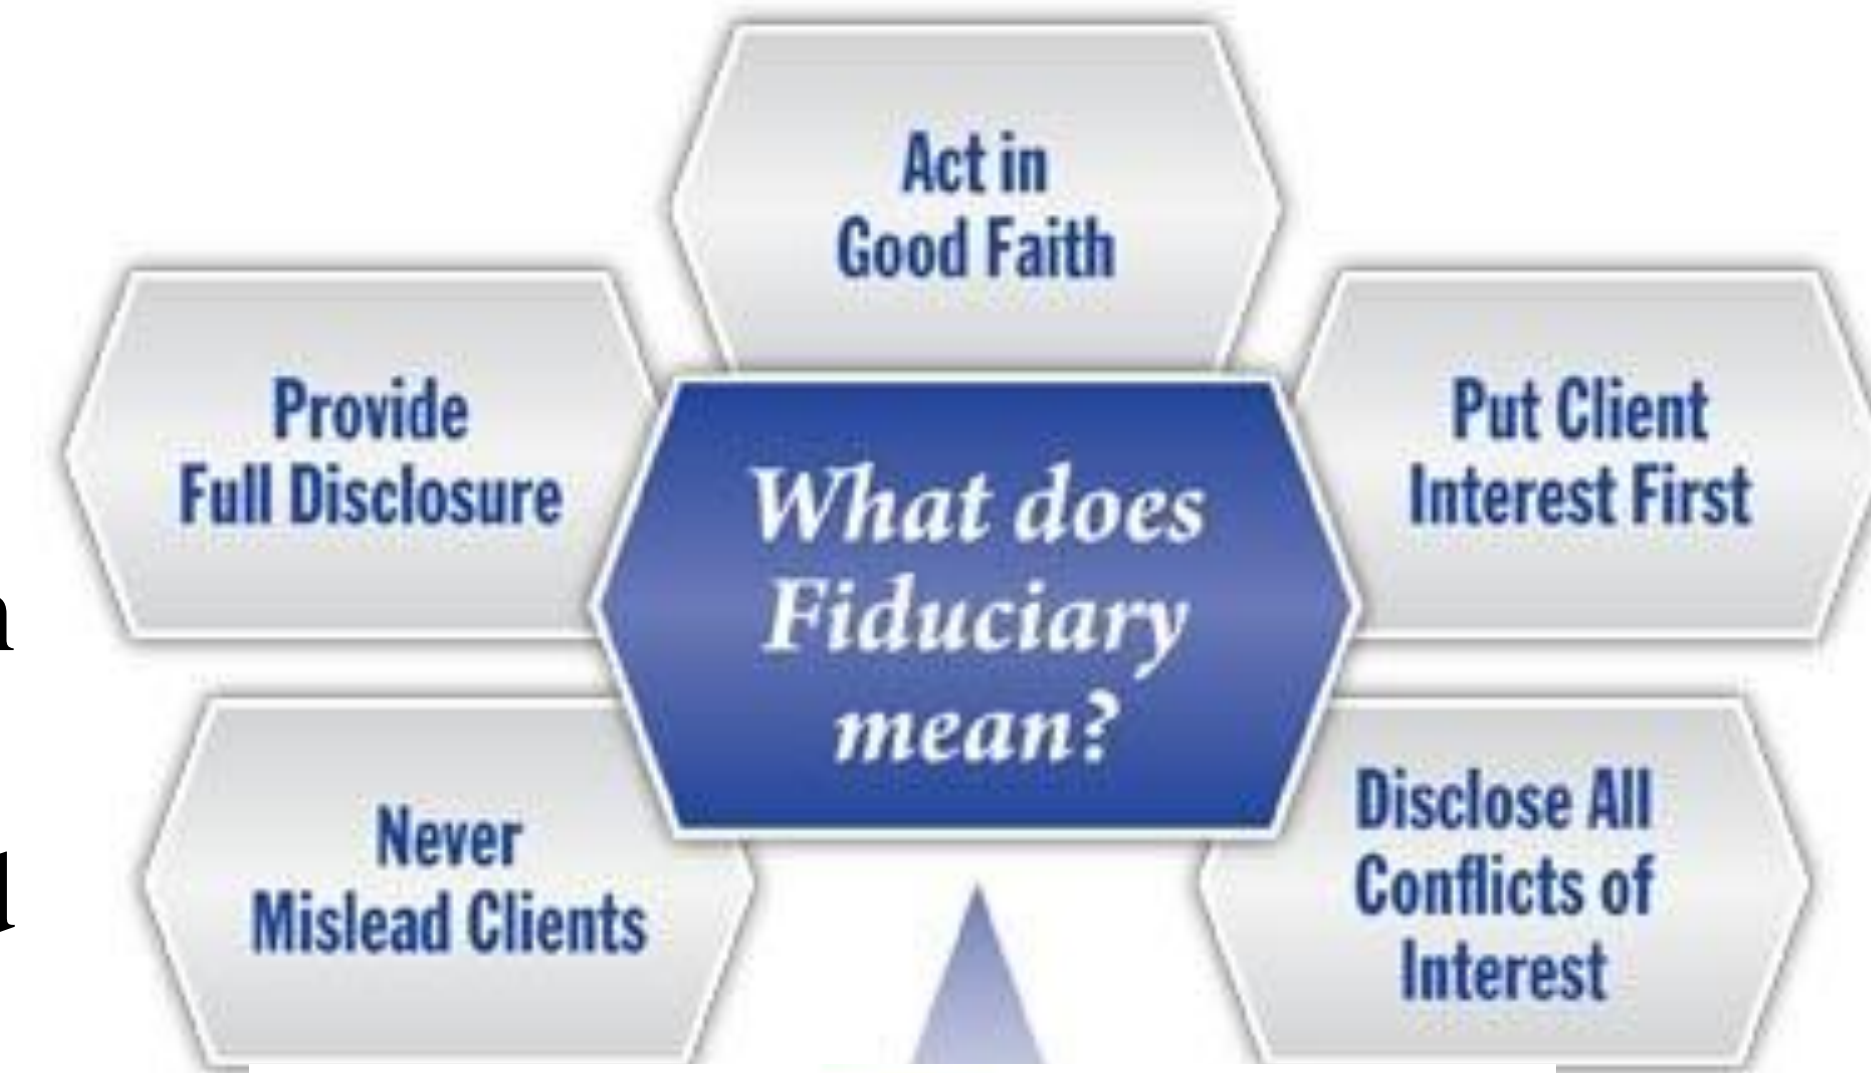 Act in
Good Faith
Provide
Full Disclosure
Put Client
Interest First
What does
Fiduciary
mean?
Never
Mislead Clients
Disclose All
Conflicts of
Interest